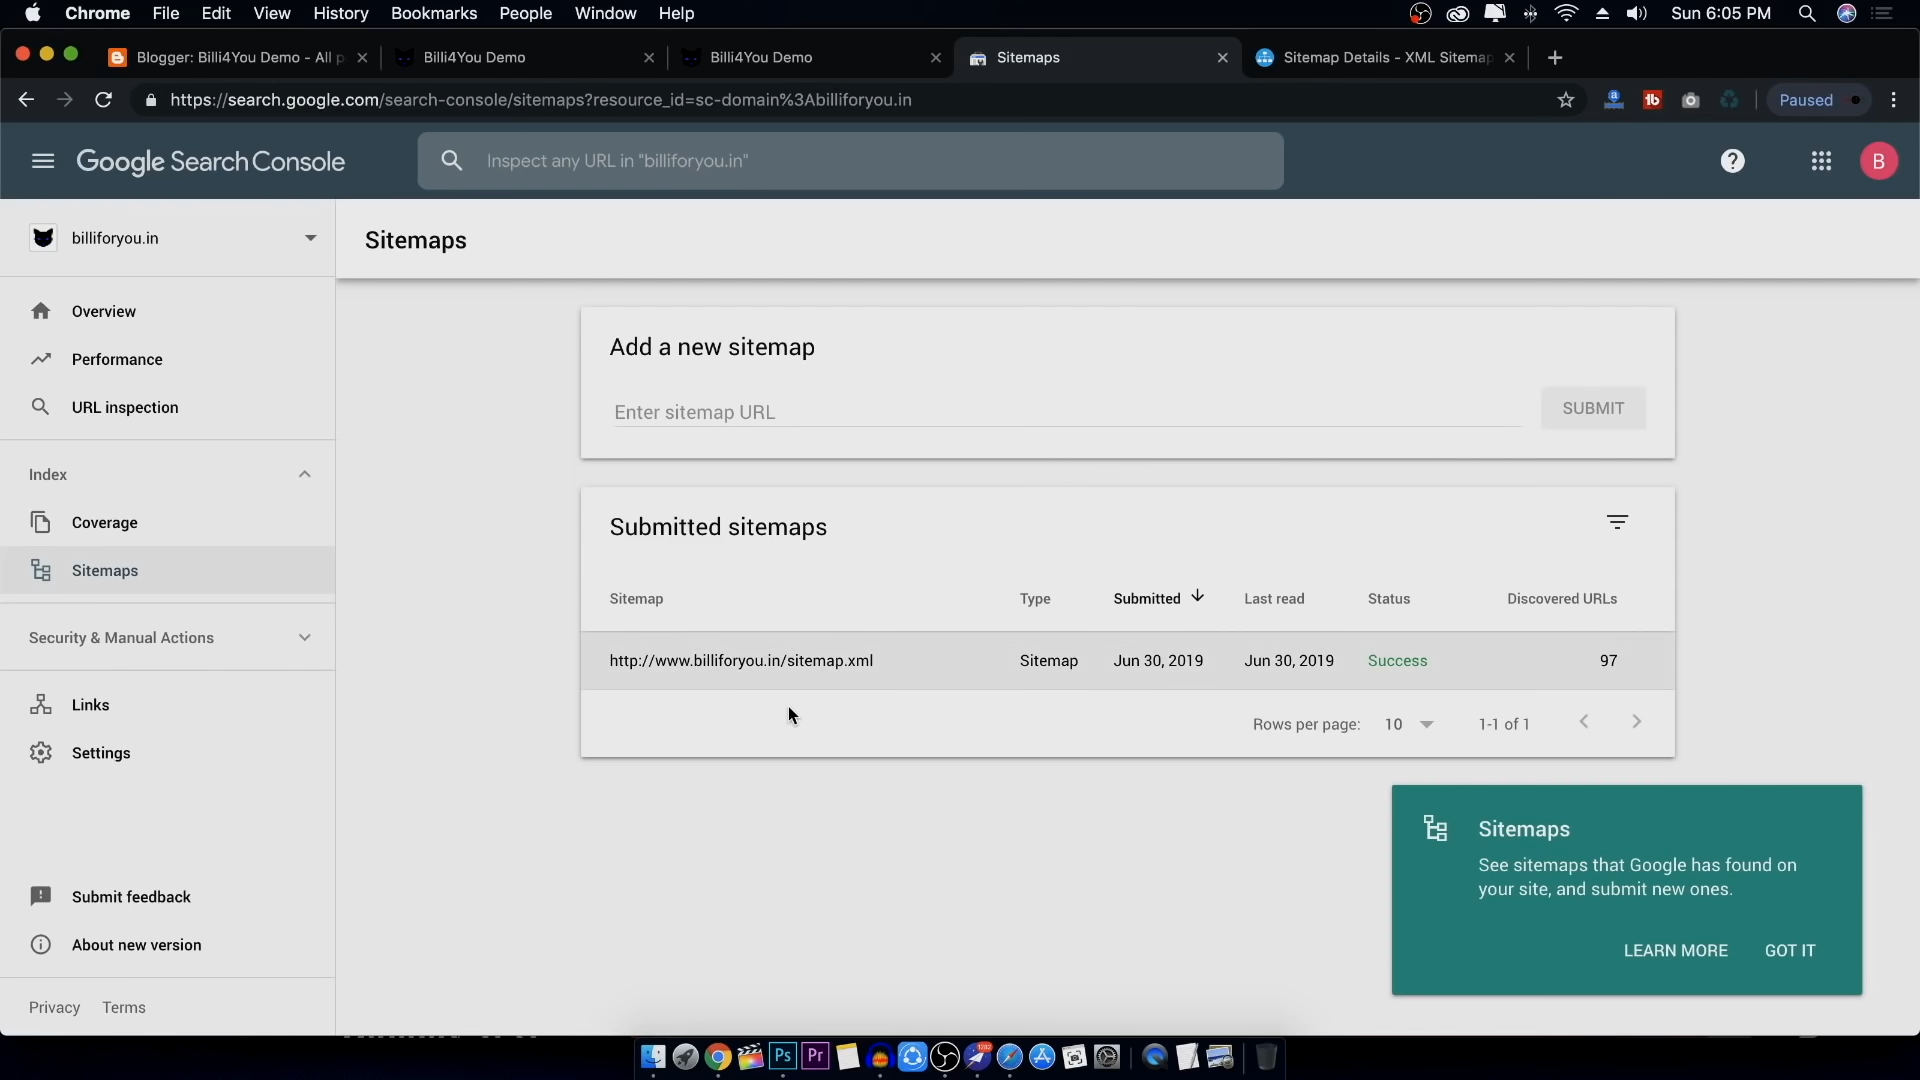 Chrome File Edit View History Bookmarks People Window Help Sun 6:05 PM
Blogger: Billi4You Demo - All p Billi4You Demo Billi4You Demo Sitemaps Sitemap Details - XML Sitemap
https://search.google.com/search-console/sitemaps?resource_id=sc-domain%3Abilliforyou.in Paused
Google Search Console Inspect any URL in "billiforyou.in" B
billiforyou.in
Overview
Performance
URL inspection
Index
Coverage
Sitemaps
Security & Manual Actions
Links
Settings
Submit feedback
About new version
Privacy Terms
Sitemaps
Add a new sitemap
Enter sitemap URL SUBMIT
Submitted sitemaps
Sitemap Type Submitted Last read Status Discovered URLs
http://www.billiforyou.in/sitemap.xml Sitemap Jun 30, 2019 Jun 30, 2019 Success 97
Rows per page: 10 1-1 of 1
Sitemaps
See sitemaps that Google has found on
your site, and submit new ones.
LEARN MORE GOT IT
Ps Pr